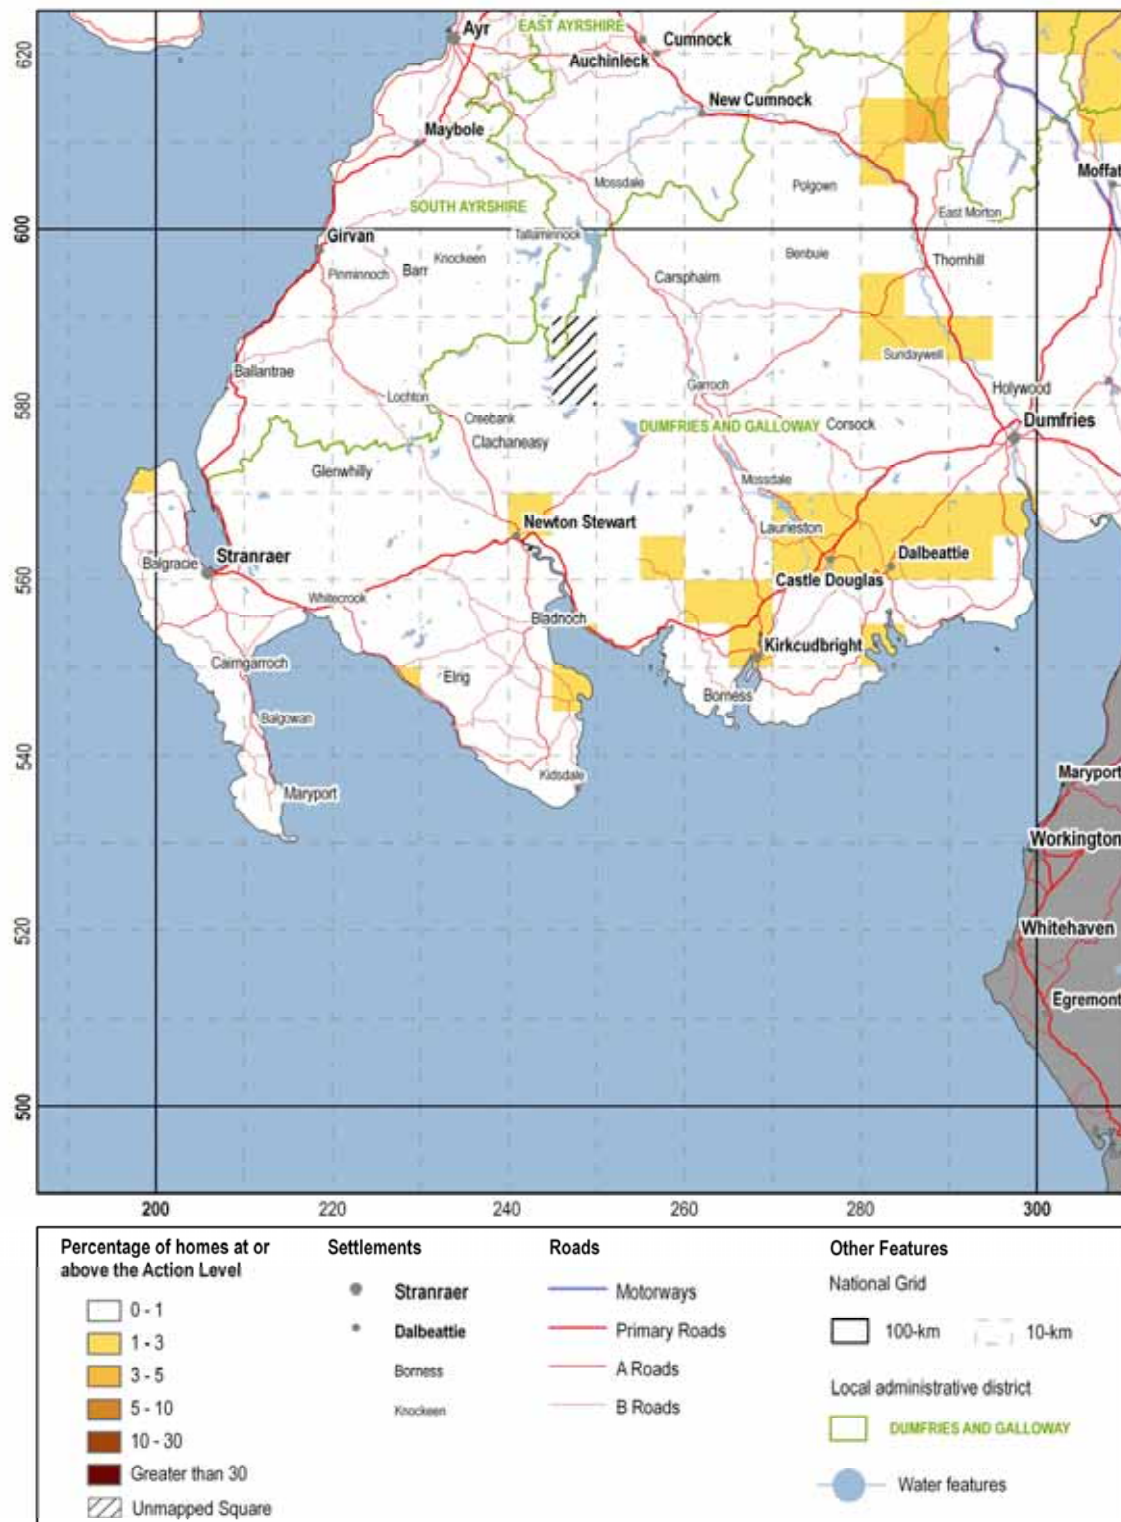 EAST AYRSHIRE
Ayr
Cumnock
Auchinleck
620
New Cumnock
Maybole
Moffat
Mossdale
Polgown
SOUTH AYRSHIRE
East Morton
600
Girvan
Tallaminnock
Knockeen
Benbuie
Thornhill
Pinminnoch
Barr
Carsphairn
Sundaywell
Ballantrae
Garroch
Holywood
580
Lochton
Creebank
DUMFRIES AND GALLOWAY
Corsock
Dumfries
Clachaneasy
Glenwhilly
Mossdale
Newton Stewart
Laurieston
Stranraer
Dalbeattie
Balgracie
560
Castle Douglas
Whitecrook
Bladnoch
Kirkcudbright
Cairngarroch
Elrig
Borness
Balgowan
540
Kidsdale
Maryport
Maryport
Workington
520
Whitehaven
Egremont
500
200 220 240 260 280 300
Percentage of homes at or
above the Action Level
0 - 1
1 - 3
3 - 5
5 - 10
10 - 30
Greater than 30
Unmapped Square
Settlements
Stranraer
Dalbeattie
Borness
Knockeen
Roads
Motorways
Primary Roads
A Roads
B Roads
Other Features
National Grid
100-km 10-km
Local administrative district
DUMFRIES AND GALLOWAY
Water features